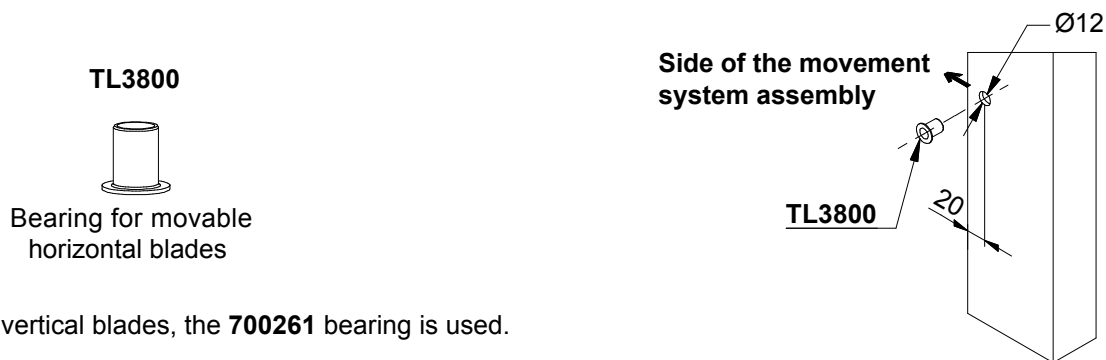 TL3800
Bearing for movable
horizontal blades
vertical blades, the 700261 bearing is used.
Side of the movement
system assembly
Ø12
TL3800
20